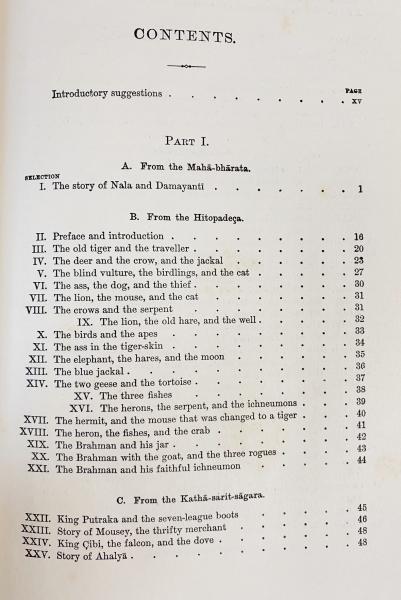 CONTENTS.
PAGE
Introductory suggestions . . . . . . . . . xv
PART I.
A. From the Mahā-bhārata.
SELECTION
I. The story of Nala and Damayantī . . . . . . . 1
B. From the Hitopadeça.
II. Preface and introduction . . . . . . . . 16
III. The old tiger and the traveller . . . . . . . . 20
IV. The deer and the crow, and the jackal . . . . . . 23
V. The blind vulture, the birdlings, and the cat . . . . . 27
VI. The ass, the dog, and the thief . . . . . . . . 30
VII. The lion, the mouse, and the cat . . . . . . . 31
VIII. The crows and the serpent . . . . . . . . 31
IX. The lion, the old hare, and the well . . . . . . 32
X. The birds and the apes . . . . . . . . 33
XI. The ass in the tiger-skin . . . . . . . . 34
XII. The elephant, the hares, and the moon . . . . . . 35
XIII. The blue jackal . . . . . . . . . . 36
XIV. The two geese and the tortoise . . . . . . . . 37
XV. The three fishes . . . . . . . . 38
XVI. The herons, the serpent, and the ichneumons . . . . 39
XVII. The hermit, and the mouse that was changed to a tiger . . . 40
XVIII. The heron, the fishes, and the crab . . . . . . . 41
XIX. The Brahman and his jar . . . . . . . . 42
XX. The Brahman with the goat, and the three rogues . . . . 43
XXI. The Brahman and his faithful ichneumon . . . . . 44
C. From the Kathā-sarit-sāgara.
XXII. King Putraka and the seven-league boots . . . . . 45
XXIII. Story of Mousey, the thrifty merchant . . . . . . 46
XXIV. King Çibi, the falcon, and the dove . . . . . . . 48
XXV. Story of Ahalyā . . . . . . . . . . 48